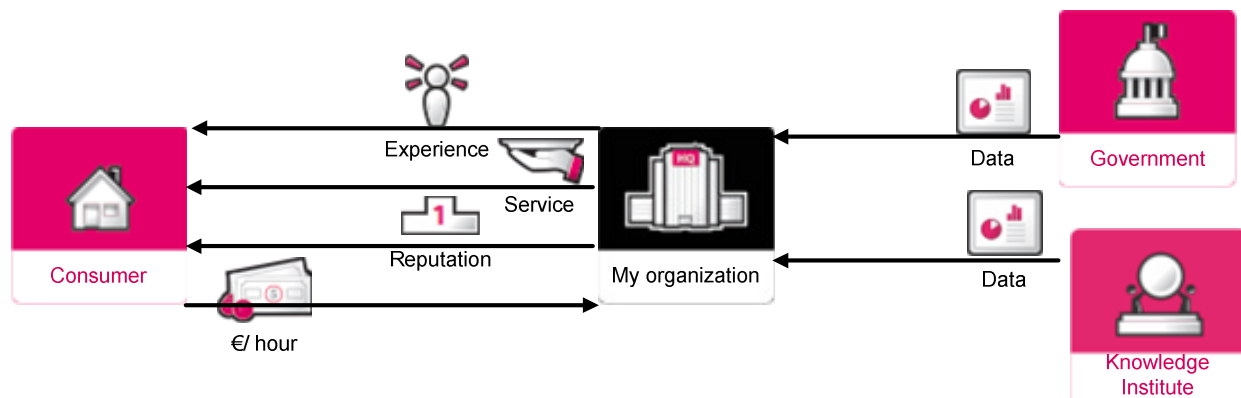 Experience
Service
Reputation
€/ hour
Consumer
HQ
My organization
Data
Government
Data
Knowledge
Institute
1
$